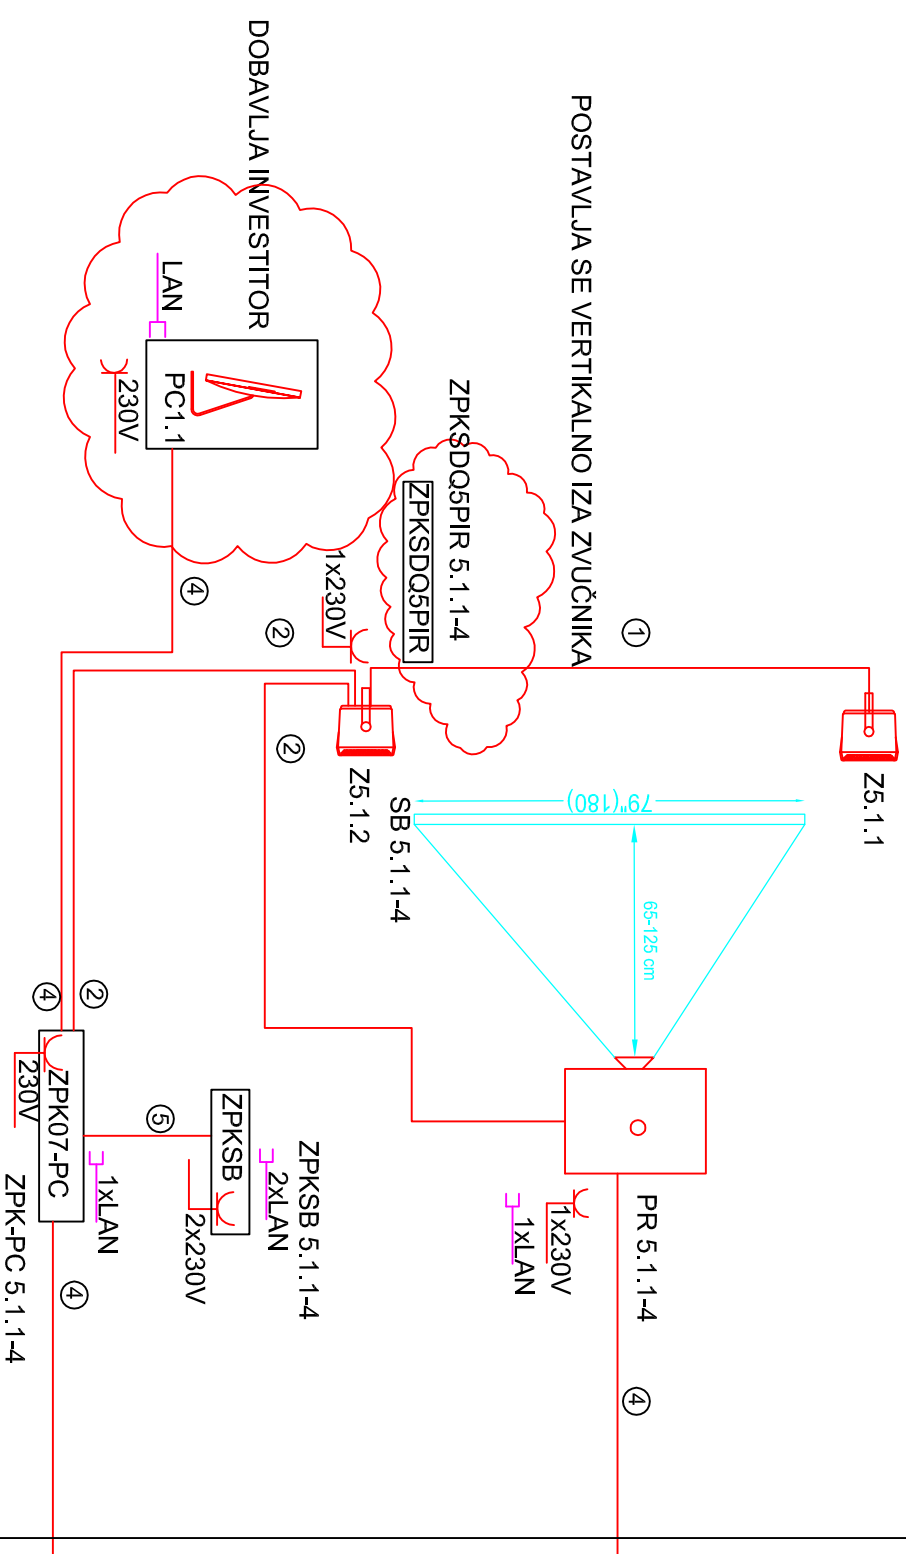 Z5.1.1
①
POSTAVLJA SE VERTIKALNO IZA ZVUČNIKA
79"(180)
65-125 cm
PR 5.1.1-4
1x230V
1xLAN
④
ZPKSDQ5PIR 5.1.1-4
ZPKSDQ5PIR
SB 5.1.1-4
Z5.1.2
1x230V
②
②
DOBAVLJA INVESTITOR
LAN
PC1.1
230V
④
ZPKSB 5.1.1-4
2xLAN
ZPKSB
2x230V
⑤
②
④
1xLAN
ZPK07-PC
230V
④
ZPK-PC 5.1.1-4